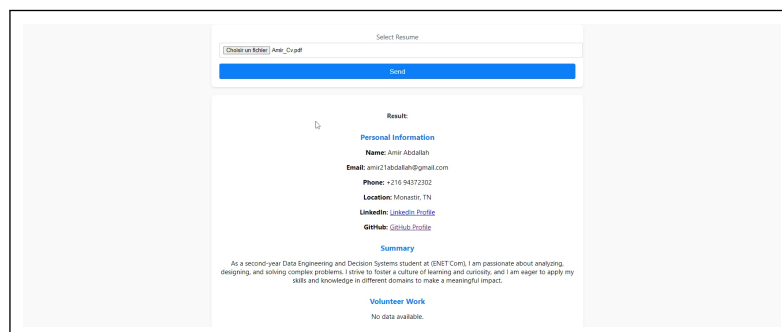 Select Resume
Choisir un fichier Amir_Cv.pdf
Send
Result:
Personal Information
Name: Amir Abdallah
Email: amir21abdallah@gmail.com
Phone: +216 94372302
Location: Monastir, TN
LinkedIn: LinkedIn Profile
GitHub: GitHub Profile
Summary
As a second-year Data Engineering and Decision Systems student at (ENET'Com), I am passionate about analyzing,
designing, and solving complex problems. I strive to foster a culture of learning and curiosity, and I am eager to apply my
skills and knowledge in different domains to make a meaningful impact.
Volunteer Work
No data available.